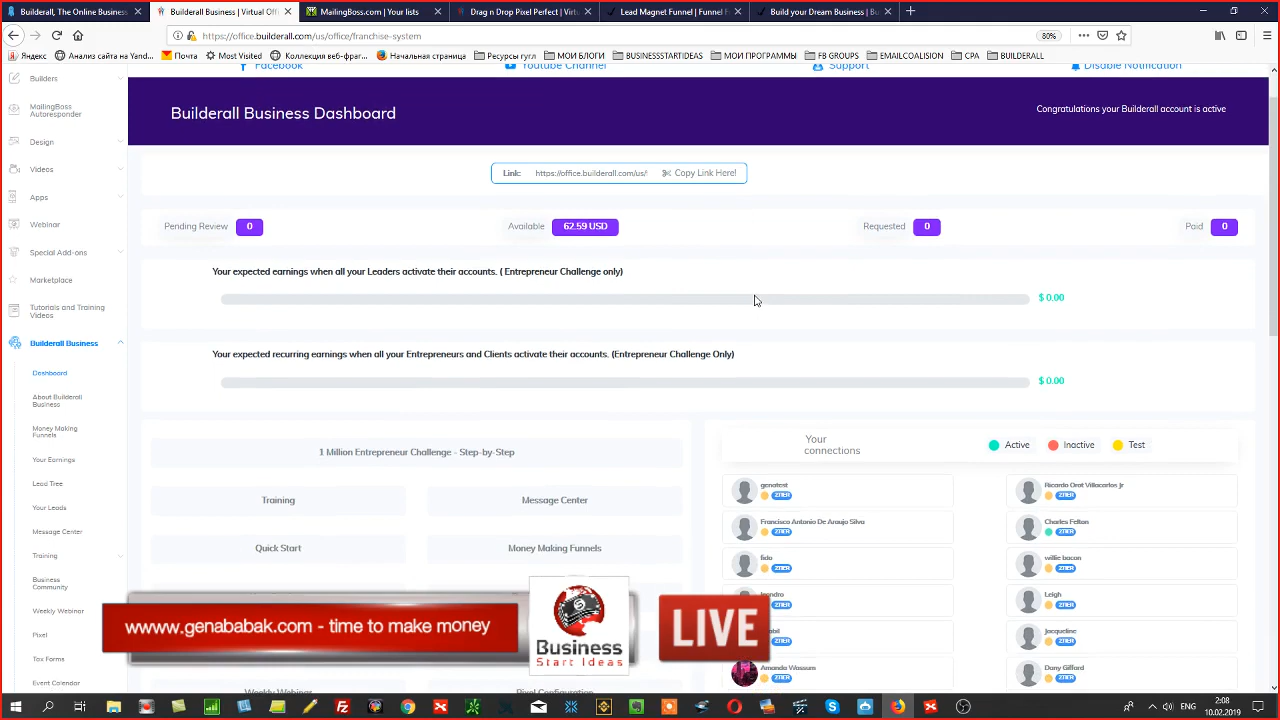 Builderall, The Online Business
Builderall Business | Virtual Offi
MailingBoss.com | Your lists
Drag n Drop Pixel Perfect | Virtu
Lead Magnet Funnel | Funnel F
Build your Dream Business | Bu
https://office.builderall.com/us/office/franchise-system
80%
Яндекс
Анализ сайта на Yand...
Почта
Most Visited
Коллекция веб-фраг...
Начальная страница
Ресурсы гугл
МОИ БЛОГИ
BUSINESSSTARTIDEAS
МОИ ПРОГРАММЫ
FB GROUPS
EMAILCOALISION
CPA
BUILDERALL
Facebook
Youtube Channel
Support
Disable Notification
Builders
MailingBoss
Autoresponder
Design
Videos
Apps
Webinar
Special Add-ons
Marketplace
Tutorials and Training
Videos
Builderall Business
Dashboard
About Builderall
Business
Money Making
Funnels
Your Earnings
Lead Tree
Your Leads
Message Center
Training
Business
Community
Weekly Webinar
Pixel
Tax Forms
Event Calendar
Builderall Business Dashboard
Congratulations your Builderall account is active
Link: https://office.builderall.com/us/ Copy Link Here!
Pending Review 0
Available 62.59 USD
Requested 0
Paid 0
Your expected earnings when all your Leaders activate their accounts. ( Entrepreneur Challenge only)
$ 0.00
Your expected recurring earnings when all your Entrepreneurs and Clients activate their accounts. (Entrepreneur Challenge Only)
$ 0.00
1 Million Entrepreneur Challenge - Step-by-Step
Training
Message Center
Quick Start
Money Making Funnels
Weekly Webinar
Pixel Configuration
Your
connections
Active
Inactive
Test
genatest
Ricardo Orat Villacarlos Jr
Francisco Antonio De Araujo Silva
Charles Felton
fido
willie bacon
Leigh
Jacqueline
Amanda Wassum
Dony Gifford
wwww.genababak.com - time to make money
Business
Start Ideas
LIVE
ENG
2:08
10.02.2019